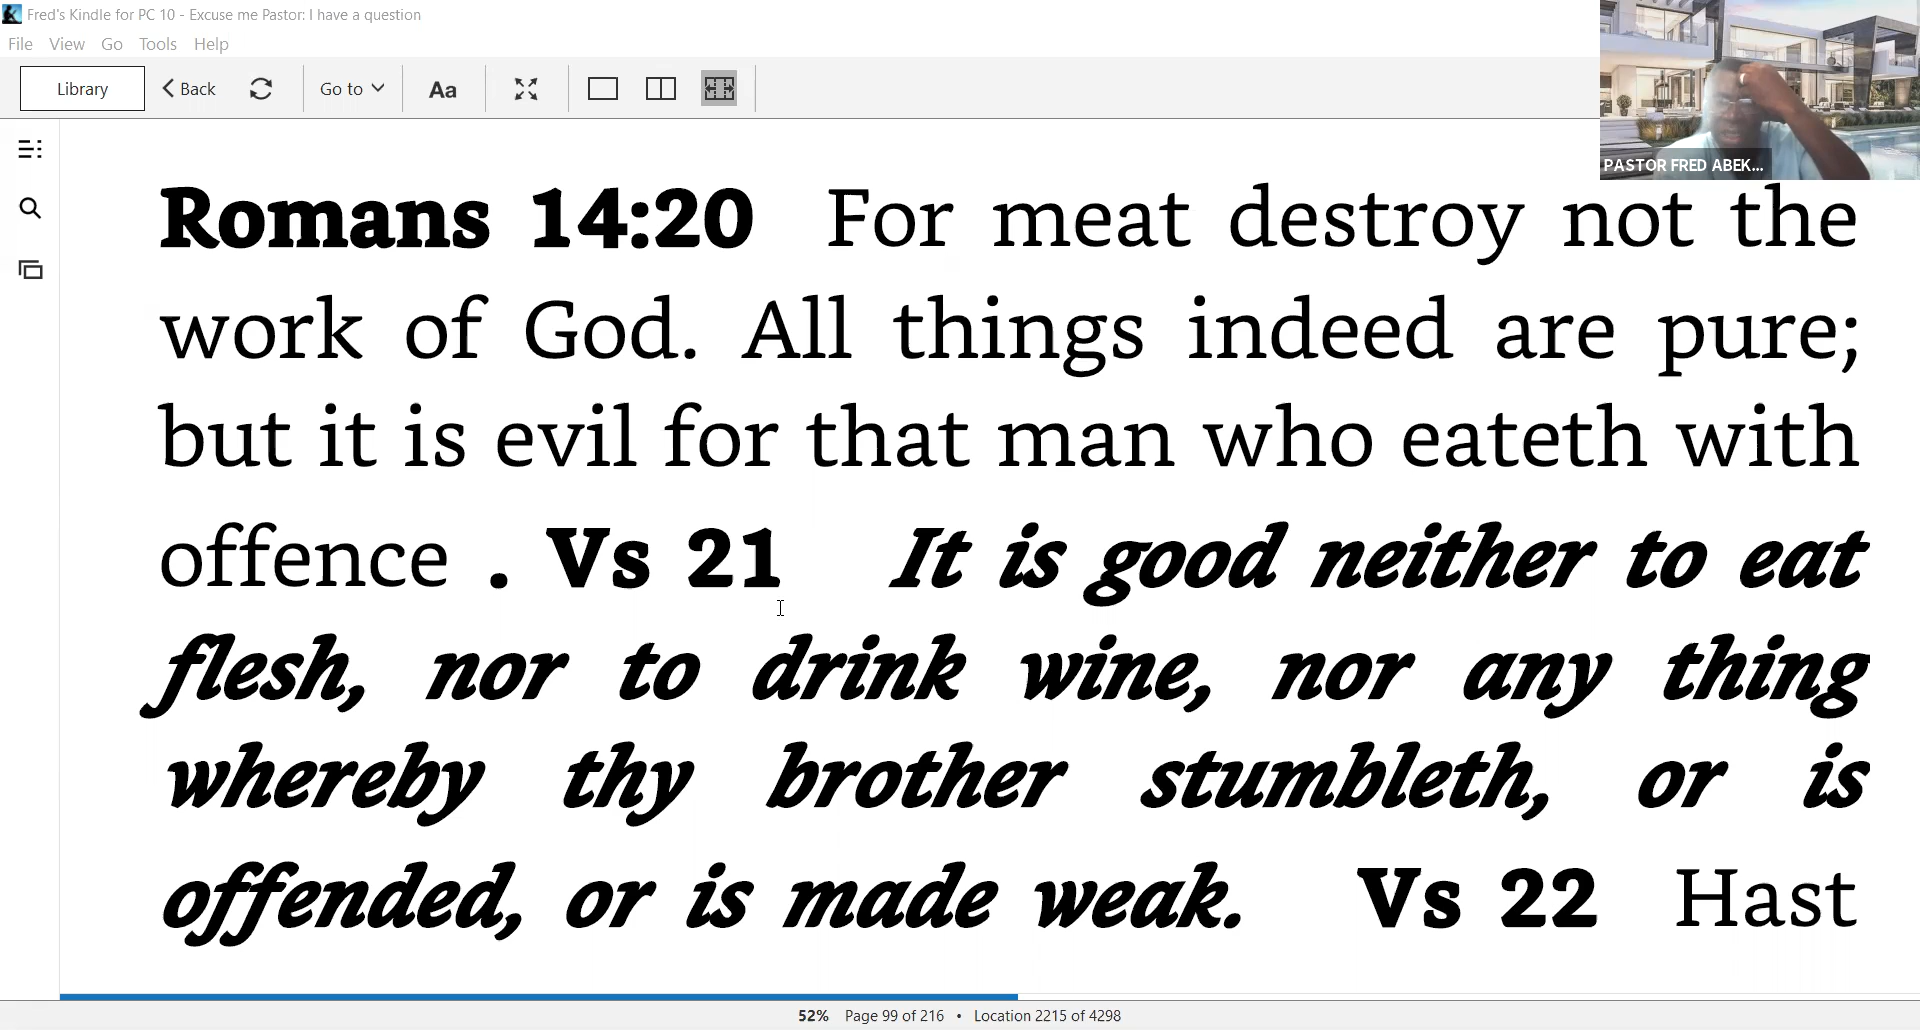 Fred's Kindle for PC 10 - Excuse me Pastor: I have a question
File View Go Tools Help
Library Back Go to Aa
PASTOR FRED ABEK...
Romans 14:20 For meat destroy not the
work of God. All things indeed are pure;
but it is evil for that man who eateth with
offence . Vs 21 It is good neither to eat
flesh, nor to drink wine, nor any thing
whereby thy brother stumbleth, or is
offended, or is made weak. Vs 22 Hast
52% Page 99 of 216 • Location 2215 of 4298